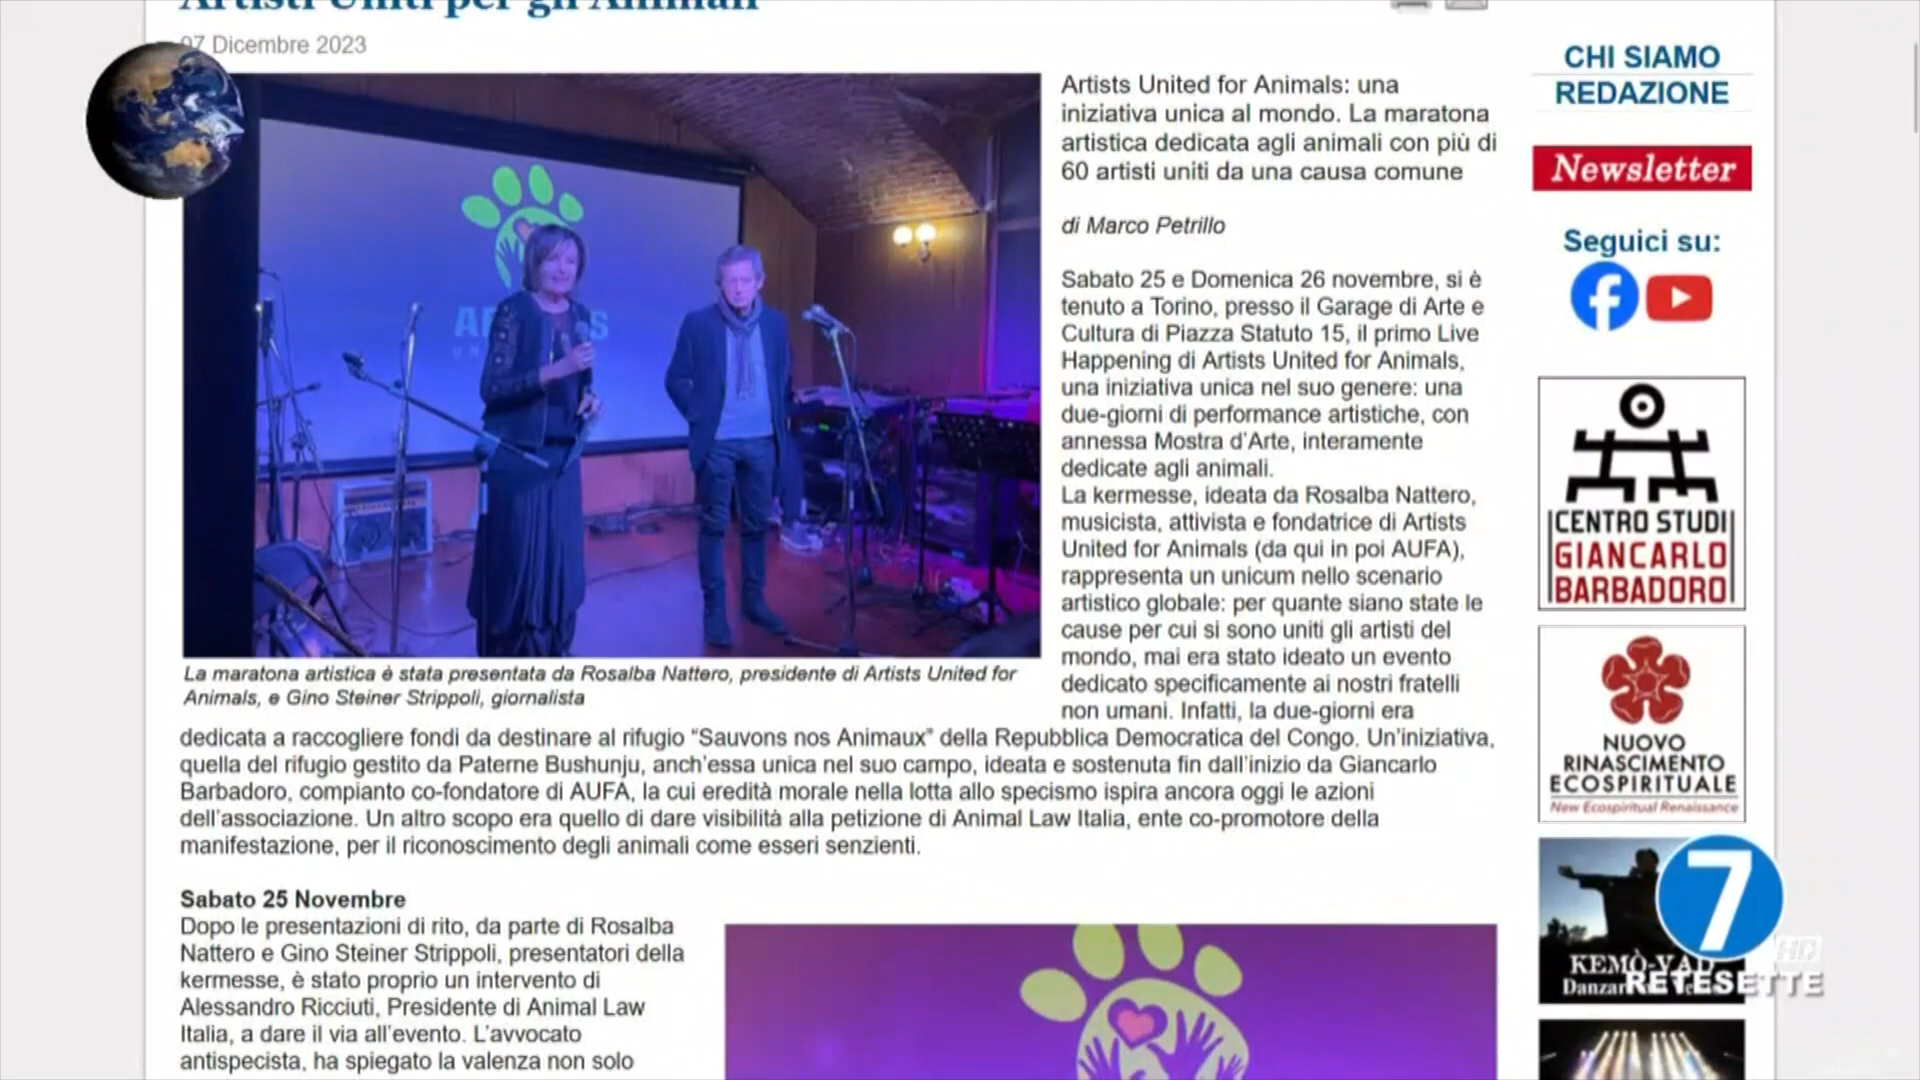 Artisti Uniti per gli Animali
07 Dicembre 2023
Artists United for Animals: una
iniziativa unica al mondo. La maratona
artistica dedicata agli animali con più di
60 artisti uniti da una causa comune
di Marco Petrillo
Sabato 25 e Domenica 26 novembre, si è
tenuto a Torino, presso il Garage di Arte e
Cultura di Piazza Statuto 15, il primo Live
Happening di Artists United for Animals,
una iniziativa unica nel suo genere: una
due-giorni di performance artistiche, con
annessa Mostra d'Arte, interamente
dedicate agli animali.
La kermesse, ideata da Rosalba Nattero,
musicista, attivista e fondatrice di Artists
United for Animals (da qui in poi AUFA),
rappresenta un unicum nello scenario
artistico globale: per quante siano state le
cause per cui si sono uniti gli artisti del
mondo, mai era stato ideato un evento
dedicato specificamente ai nostri fratelli
non umani. Infatti, la due-giorni era
La maratona artistica è stata presentata da Rosalba Nattero, presidente di Artists United for
Animals, e Gino Steiner Strippoli, giornalista
dedicata a raccogliere fondi da destinare al rifugio "Sauvons nos Animaux" della Repubblica Democratica del Congo. Un'iniziativa,
quella del rifugio gestito da Paterne Bushunju, anch'essa unica nel suo campo, ideata e sostenuta fin dall'inizio da Giancarlo
Barbadoro, compianto co-fondatore di AUFA, la cui eredità morale nella lotta allo specismo ispira ancora oggi le azioni
dell'associazione. Un altro scopo era quello di dare visibilità alla petizione di Animal Law Italia, ente co-promotore della
manifestazione, per il riconoscimento degli animali come esseri senzienti.
Sabato 25 Novembre
Dopo le presentazioni di rito, da parte di Rosalba
Nattero e Gino Steiner Strippoli, presentatori della
kermesse, è stato proprio un intervento di
Alessandro Ricciuti, Presidente di Animal Law
Italia, a dare il via all'evento. L'avvocato
antispecista, ha spiegato la valenza non solo
CHI SIAMO
REDAZIONE
Newsletter
Seguici su:
CENTRO STUDI
GIANCARLO
BARBADORO
NUOVO
RINASCIMENTO
ECOSPIRITUALE
New Ecospiritual Renaissance
KEMÒ-VAD
7
HD
RETESETTE